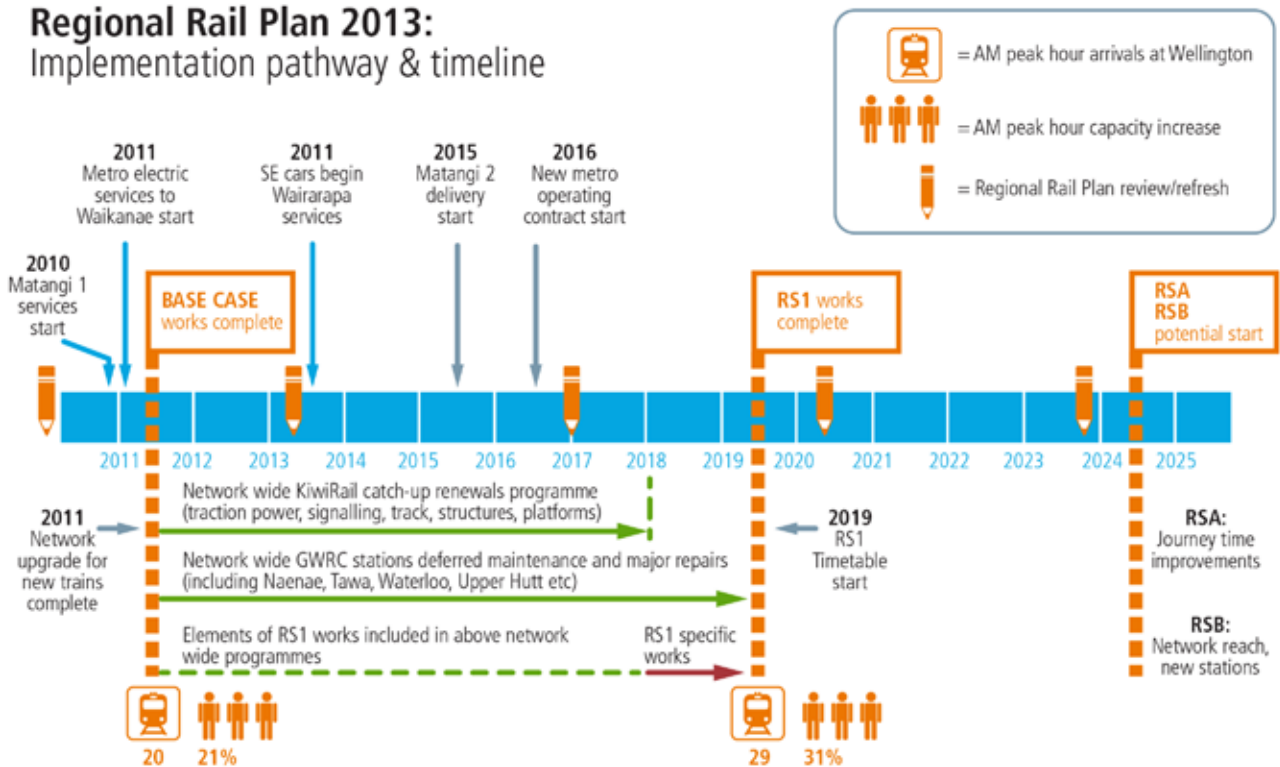 Regional Rail Plan 2013:
Implementation pathway & timeline
= AM peak hour arrivals at Wellington
= AM peak hour capacity increase
= Regional Rail Plan review/refresh
2010
Matangi 1
services
start
2011
Metro electric
services to
Waikanae start
2011
SE cars begin
Wairarapa
services
2015
Matangi 2
delivery
start
2016
New metro
operating
contract start
BASE CASE
works complete
RS1 works
complete
RSA
RSB
potential start
2011 2012 2013 2014 2015 2016 2017 2018 2019 2020 2021 2022 2023 2024 2025
2011
Network
upgrade for
new trains
complete
Network wide KiwiRail catch-up renewals programme
(traction power, signalling, track, structures, platforms)
Network wide GWRC stations deferred maintenance and major repairs
(including Naenae, Tawa, Waterloo, Upper Hutt etc)
Elements of RS1 works included in above network
wide programmes
RS1 specific
works
2019
RS1
Timetable
start
RSA:
Journey time
improvements
RSB:
Network reach,
new stations
20 21%
29 31%